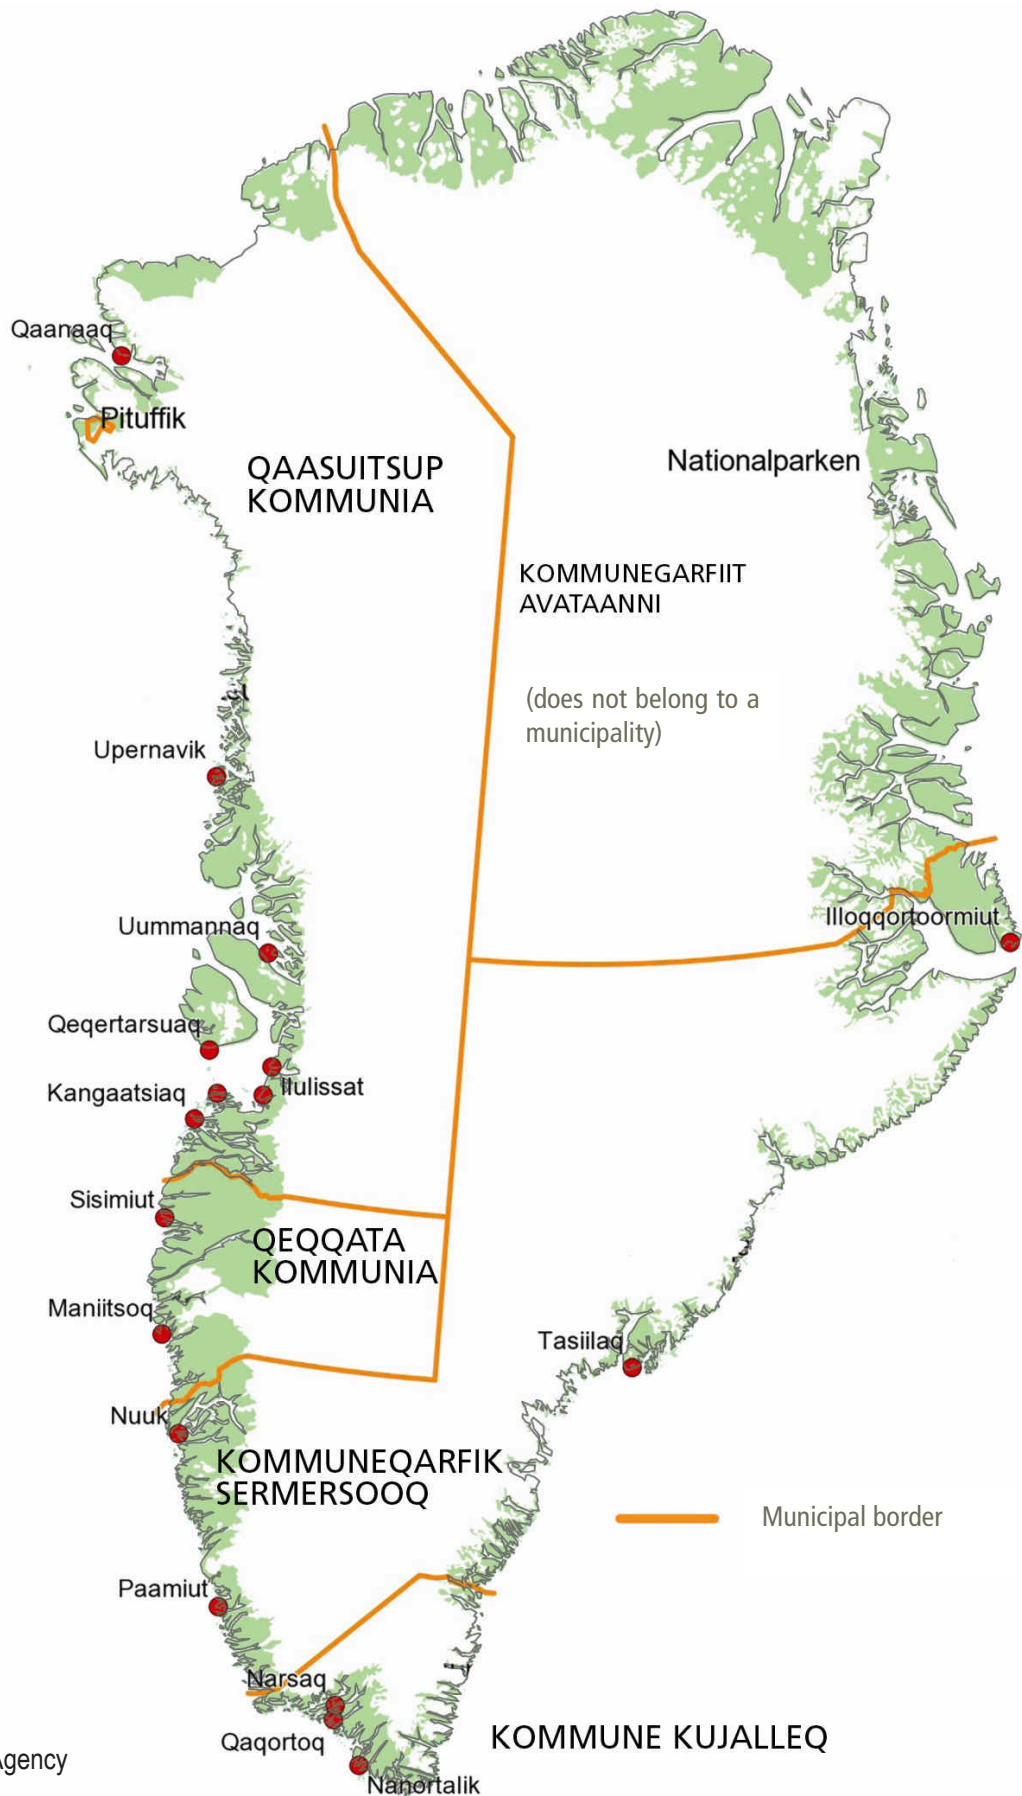 Qaanaaq
Pituffik
QAASUITSUP
KOMMUNIA
Nationalparken
KOMMUNEGARFIIT
AVATAANNI
(does not belong to a
municipality)
Upernavik
Uummannaq
Illoqqortoormiut
Qeqertarsuaq
Kangaatsiaq
Ilulissat
Sisimiut
QEQQATA
KOMMUNIA
Maniitsoq
Tasiilaq
Nuuk
KOMMUNEQARFIK
SERMERSOOQ
Municipal border
Paamiut
Narsaq
Qaqortoq
KOMMUNE KUJALLEQ
Agency
Nanortalik